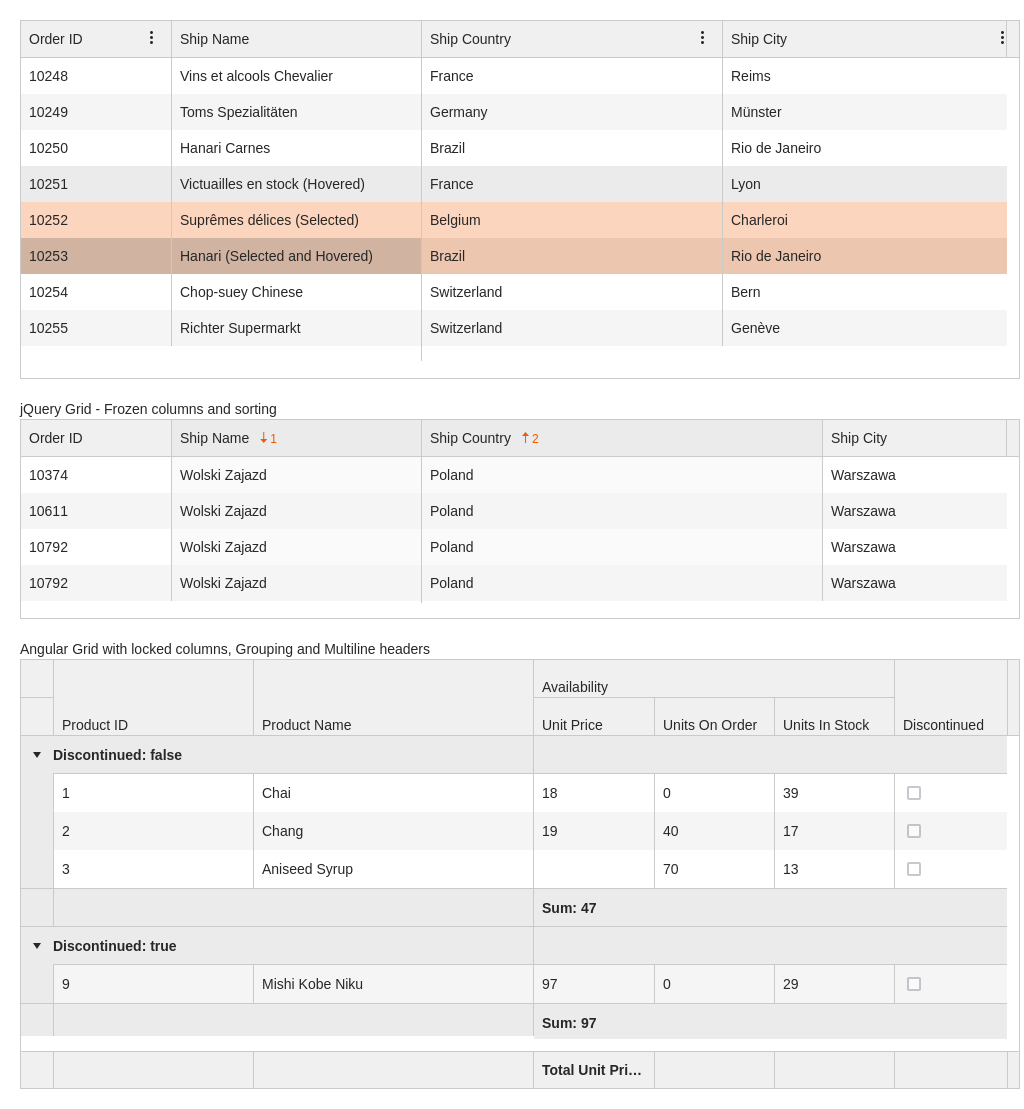 Order ID Ship Name Ship Country Ship City
10248 Vins et alcools Chevalier France Reims
10249 Toms Spezialitäten Germany Münster
10250 Hanari Carnes Brazil Rio de Janeiro
10251 Victuailles en stock (Hovered) France Lyon
10252 Suprêmes délices (Selected) Belgium Charleroi
10253 Hanari (Selected and Hovered) Brazil Rio de Janeiro
10254 Chop-suey Chinese Switzerland Bern
10255 Richter Supermarkt Switzerland Genève
jQuery Grid - Frozen columns and sorting
Order ID Ship Name 1 Ship Country 2 Ship City
10374 Wolski Zajazd Poland Warszawa
10611 Wolski Zajazd Poland Warszawa
10792 Wolski Zajazd Poland Warszawa
10792 Wolski Zajazd Poland Warszawa
Angular Grid with locked columns, Grouping and Multiline headers
Availability
Product ID Product Name Unit Price Units On Order Units In Stock Discontinued
Discontinued: false
1 Chai 18 0 39
2 Chang 19 40 17
3 Aniseed Syrup 70 13
Sum: 47
Discontinued: true
9 Mishi Kobe Niku 97 0 29
Sum: 97
Total Unit Pri…